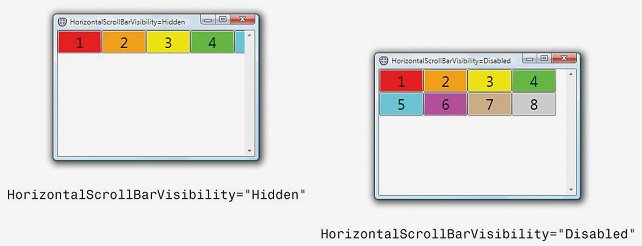 HorizontalScrollBarVisibility=Hidden
1 2 3 4
HorizontalScrollBarVisibility="Hidden"
HorizontalScrollBarVisibility=Disabled
1 2 3 4
5 6 7 8
HorizontalScrollBarVisibility="Disabled"